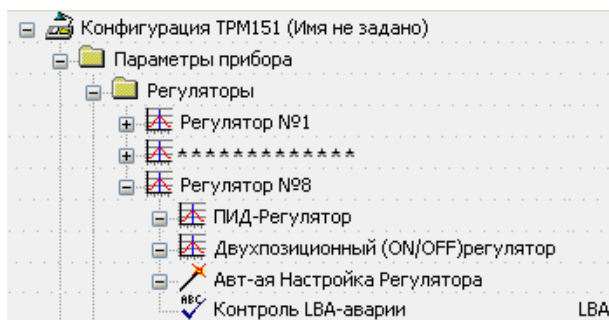 Конфигурация ТРМ151 (Имя не задано)
Параметры прибора
Регуляторы
Регулятор №1
* * * * * * * * * * * * *
Регулятор №8
ПИД-Регулятор
Двухпозиционный (ON/OFF)регулятор
Авт-ая Настройка Регулятора
ABC Контроль LBA-аварии LBA